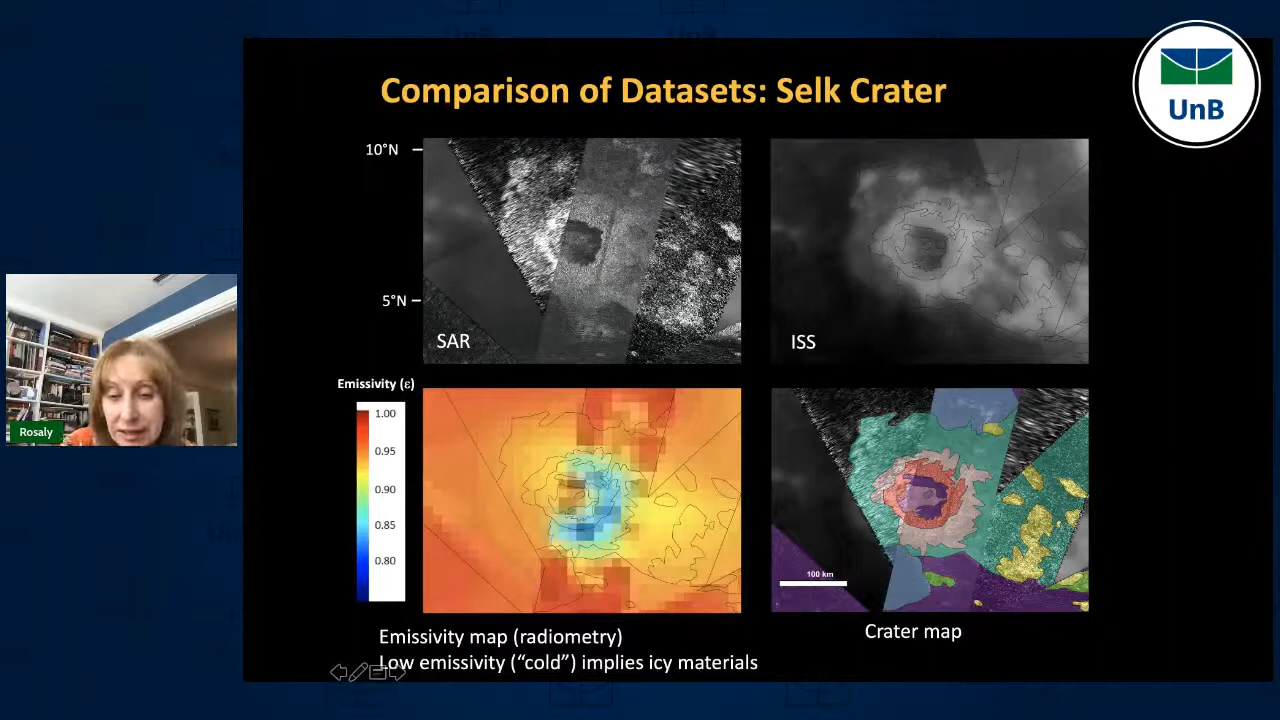 Comparison of Datasets: Selk Crater
UnB
10°N
5°N
SAR
ISS
Emissivity (ε)
1.00
0.95
0.90
0.85
0.80
100 km
Emissivity map (radiometry)
Low emissivity (“cold”) implies icy materials
Crater map
Rosaly